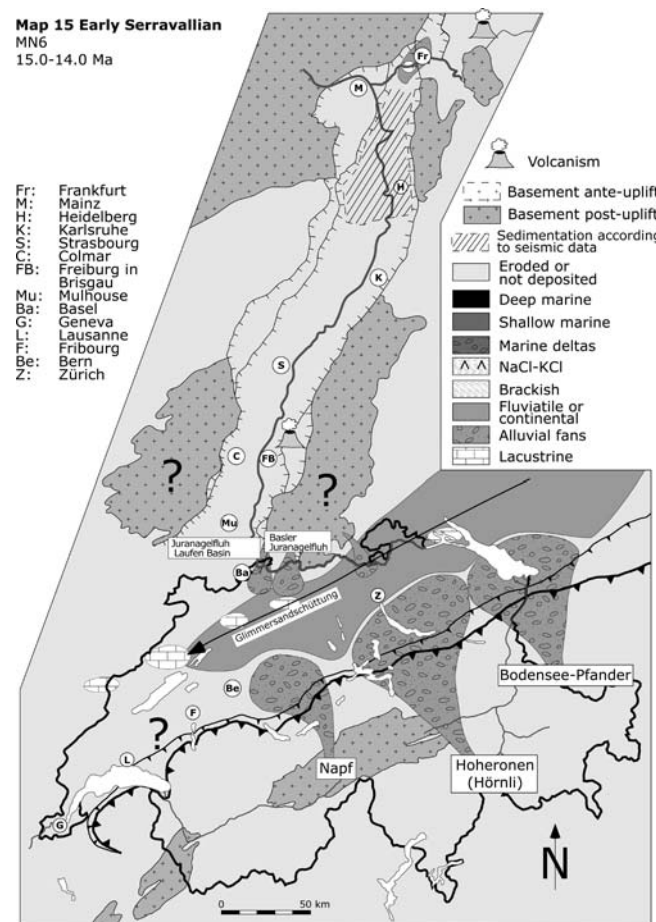 Map 15 Early Serravallian
MN6
15.0-14.0 Ma
Fr: Frankfurt
M: Mainz
H: Heidelberg
K: Karlsruhe
S: Strasbourg
C: Colmar
FB: Freiburg in
Brisgau
Mu: Mulhouse
Ba: Basel
G: Geneva
L: Lausanne
F: Fribourg
Be: Bern
Z: Zürich
Volcanism
Basement ante-uplift
Basement post-uplift
Sedimentation according
to seismic data
Eroded or
not deposited
Deep marine
Shallow marine
Marine deltas
NaCl-KCl
Brackish
Fluviatile or
continental
Alluvial fans
Lacustrine
Fr
M
H
K
S
C
FB
?
?
Mu
Juranagelfluh
Laufen Basin
Basler
Juranagelfluh
Ba
Z
Glimmersandschüttung
Be
Bodensee-Pfander
F
?
L
Napf
Hoheronen
(Hörnli)
G
N
0 50 km